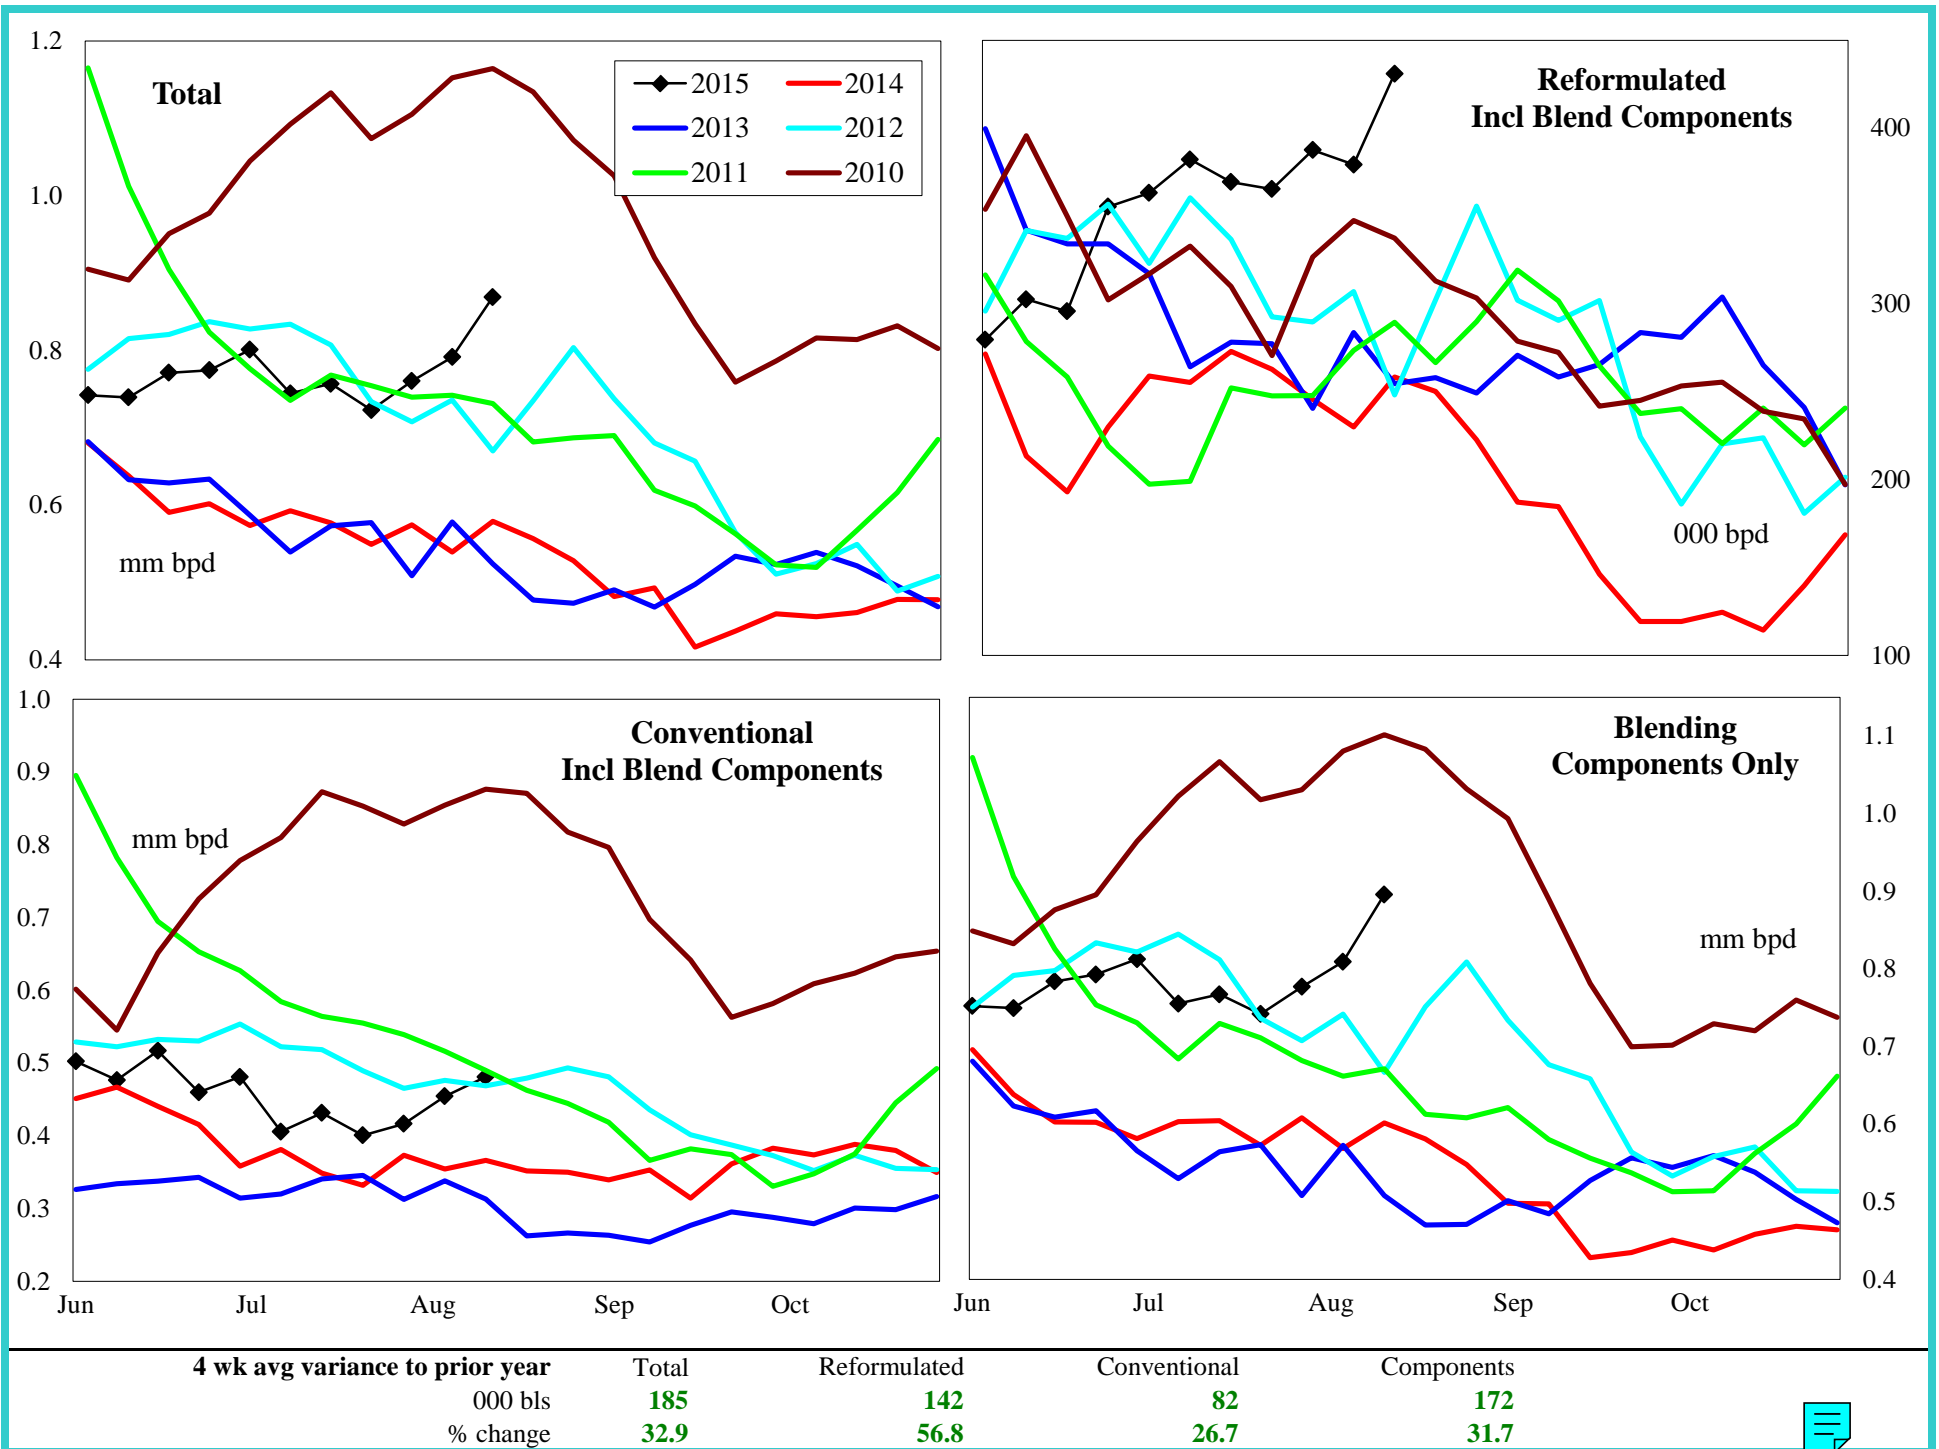 Total
1.2
1.0
0.8
0.6
0.4
mm bpd
2015 2014
2013 2012
2011 2010
Reformulated
Incl Blend Components
400
300
200
100
000 bpd
Conventional
Incl Blend Components
mm bpd
1.0
0.9
0.8
0.7
0.6
0.5
0.4
0.3
0.2
Jun Jul Aug Sep Oct
Blending
Components Only
mm bpd
1.1
1.0
0.9
0.8
0.7
0.6
0.5
0.4
Jun Jul Aug Sep Oct
4 wk avg variance to prior year Total Reformulated Conventional Components
000 bls 185 142 82 172
% change 32.9 56.8 26.7 31.7